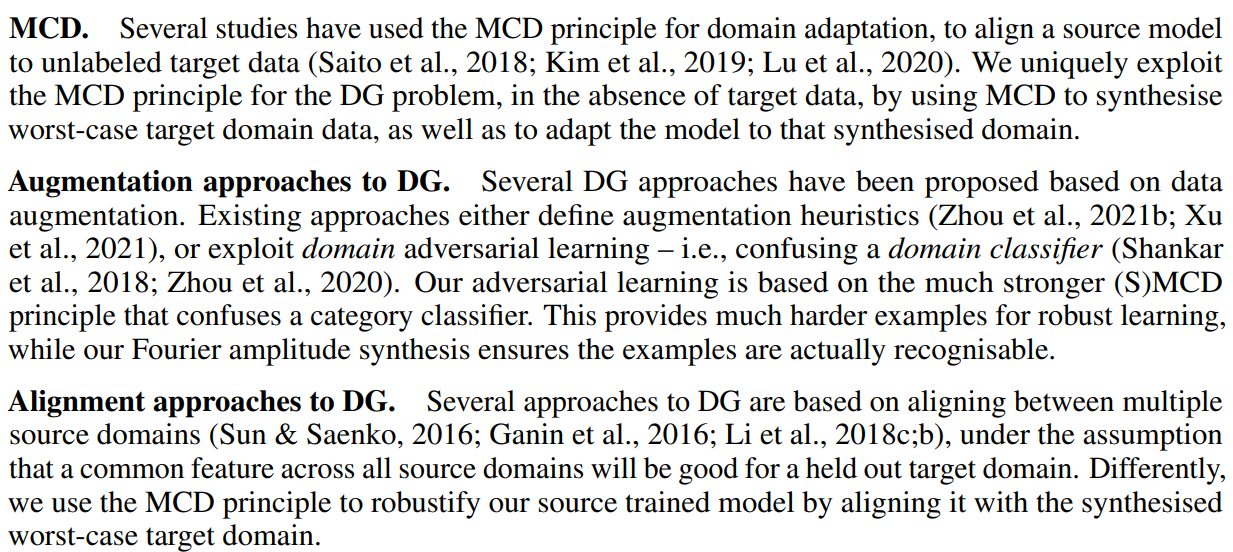 MCD. Several studies have used the MCD principle for domain adaptation, to align a source model
to unlabeled target data (Saito et al., 2018; Kim et al., 2019; Lu et al., 2020). We uniquely exploit
the MCD principle for the DG problem, in the absence of target data, by using MCD to synthesise
worst-case target domain data, as well as to adapt the model to that synthesised domain.
Augmentation approaches to DG. Several DG approaches have been proposed based on data
augmentation. Existing approaches either define augmentation heuristics (Zhou et al., 2021b; Xu
et al., 2021), or exploit domain adversarial learning – i.e., confusing a domain classifier (Shankar
et al., 2018; Zhou et al., 2020). Our adversarial learning is based on the much stronger (S)MCD
principle that confuses a category classifier. This provides much harder examples for robust learning,
while our Fourier amplitude synthesis ensures the examples are actually recognisable.
Alignment approaches to DG. Several approaches to DG are based on aligning between multiple
source domains (Sun & Saenko, 2016; Ganin et al., 2016; Li et al., 2018c;b), under the assumption
that a common feature across all source domains will be good for a held out target domain. Differently,
we use the MCD principle to robustify our source trained model by aligning it with the synthesised
worst-case target domain.